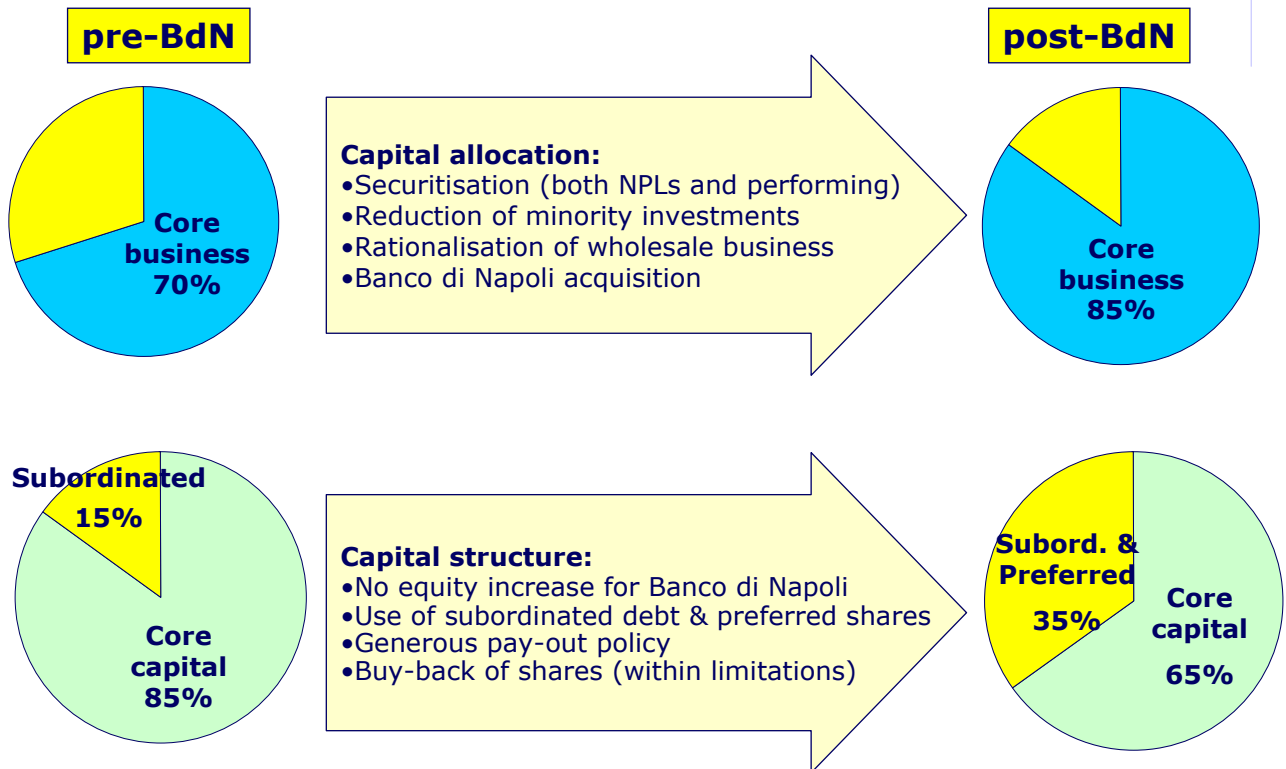 pre-BdN
post-BdN
Core
business
70%
Capital allocation:
•Securitisation (both NPLs and performing)
•Reduction of minority investments
•Rationalisation of wholesale business
•Banco di Napoli acquisition
Core
business
85%
Subordinated
15%
Core
capital
85%
Capital structure:
•No equity increase for Banco di Napoli
•Use of subordinated debt & preferred shares
•Generous pay-out policy
•Buy-back of shares (within limitations)
Subord. &
Preferred
35%
Core
capital
65%